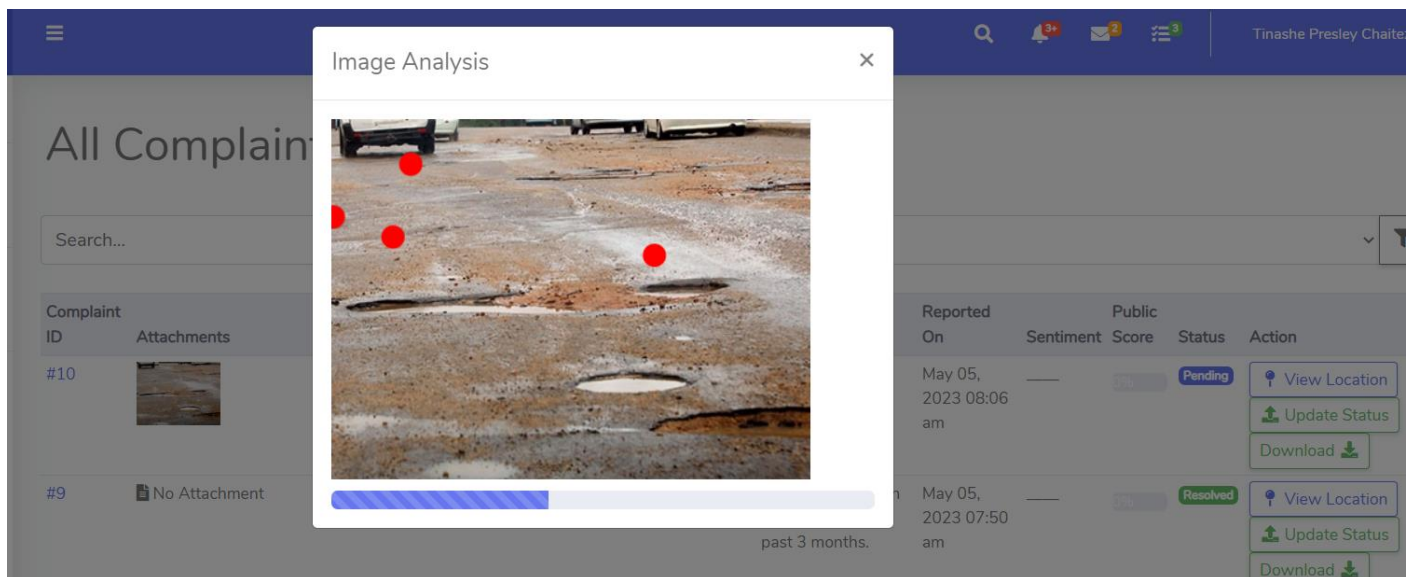 3+
2
3
Tinashe Presley Chaite
Image Analysis
×
All Complain
Search...
Complaint
ID
Attachments
Reported
On
Sentiment
Public
Score
Status
Action
#10
May 05,
2023 08:06
am
Pending
View Location
Update Status
Download
#9
No Attachment
past 3 months.
May 05,
2023 07:50
am
Resolved
View Location
Update Status
Download